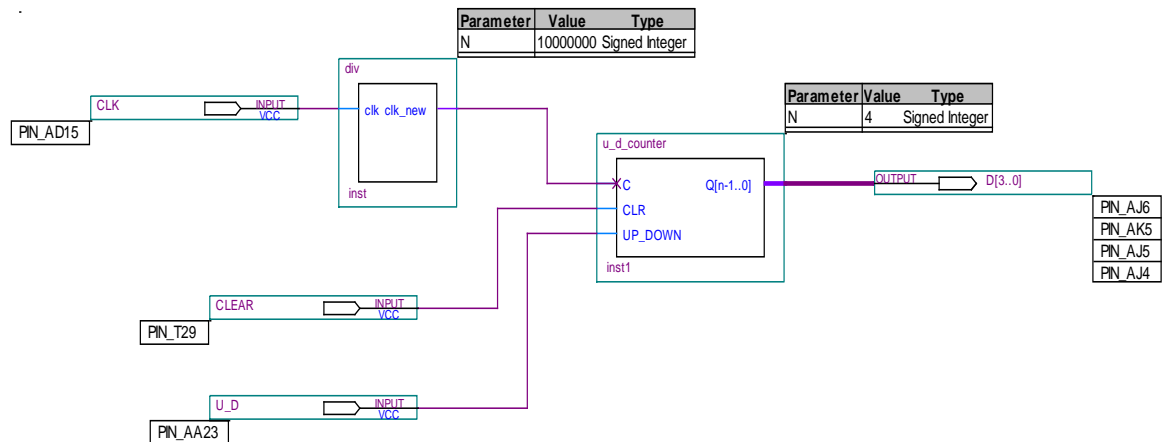 Parameter Value Type
N 10000000 Signed Integer
div
clk clk_new
inst
CLK INPUT
VCC
PIN_AD15
Parameter Value Type
N 4 Signed Integer
u_d_counter
C Q[n-1..0]
CLR
UP_DOWN
inst1
OUTPUT D[3..0]
PIN_AJ6
PIN_AK5
PIN_AJ5
PIN_AJ4
CLEAR INPUT
VCC
PIN_T29
U_D INPUT
VCC
PIN_AA23